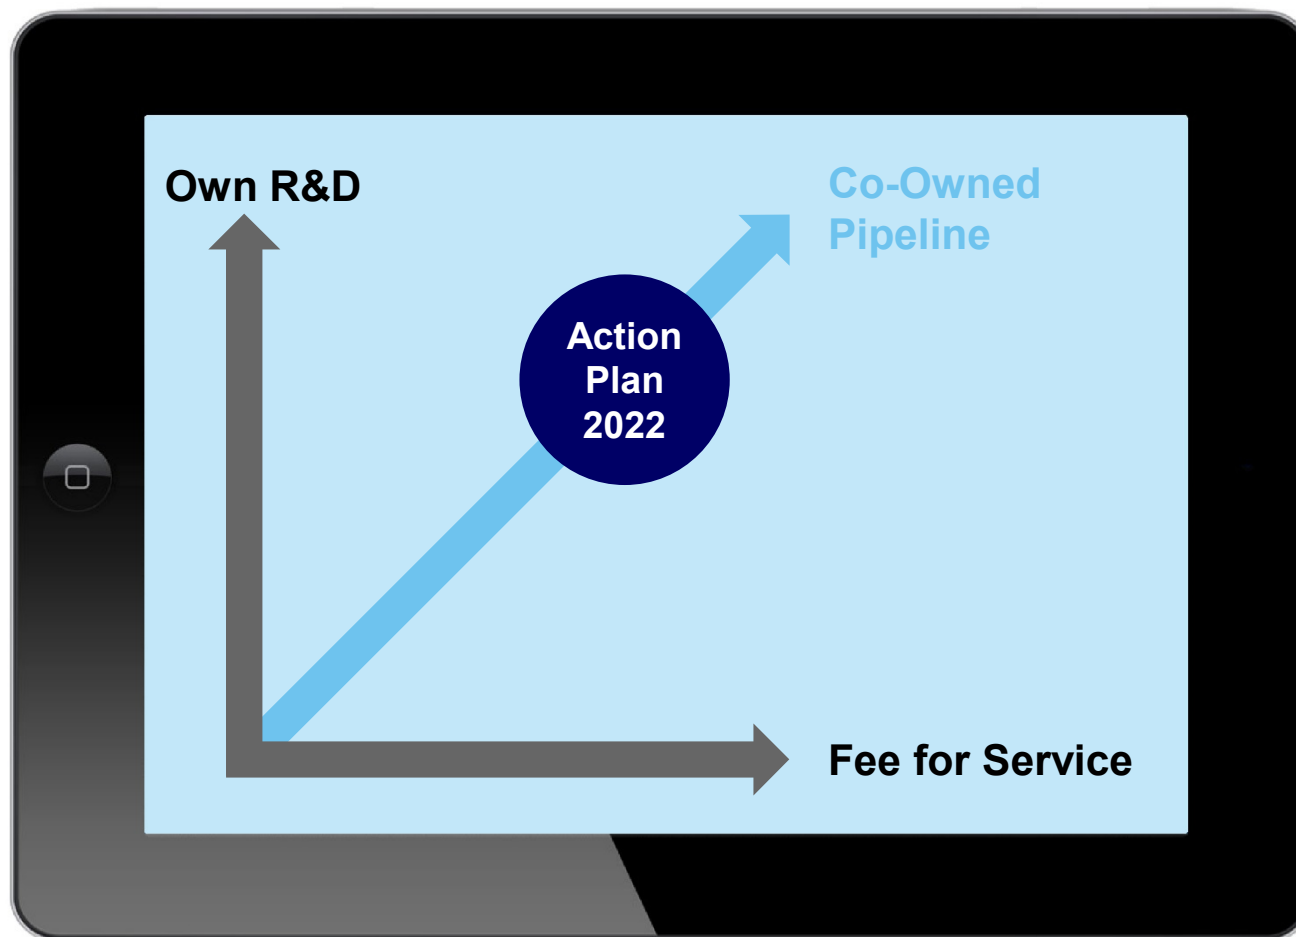 Own R&D
Co-Owned
Pipeline
Action
Plan
2022
Fee for Service